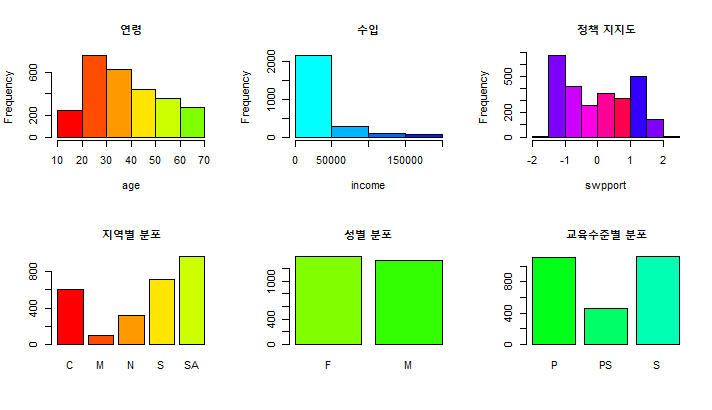 연령
Frequency
0 200 600
10 20 30 40 50 60 70
age
수입
Frequency
0 1000 2000
0 50000 150000
income
정책 지지도
Frequency
0 200 500
-2 -1 0 1 2
swpport
지역별 분포
0 400 800
C M N S SA
성별 분포
0 400 1000
F M
교육수준별 분포
0 400 800
P PS S